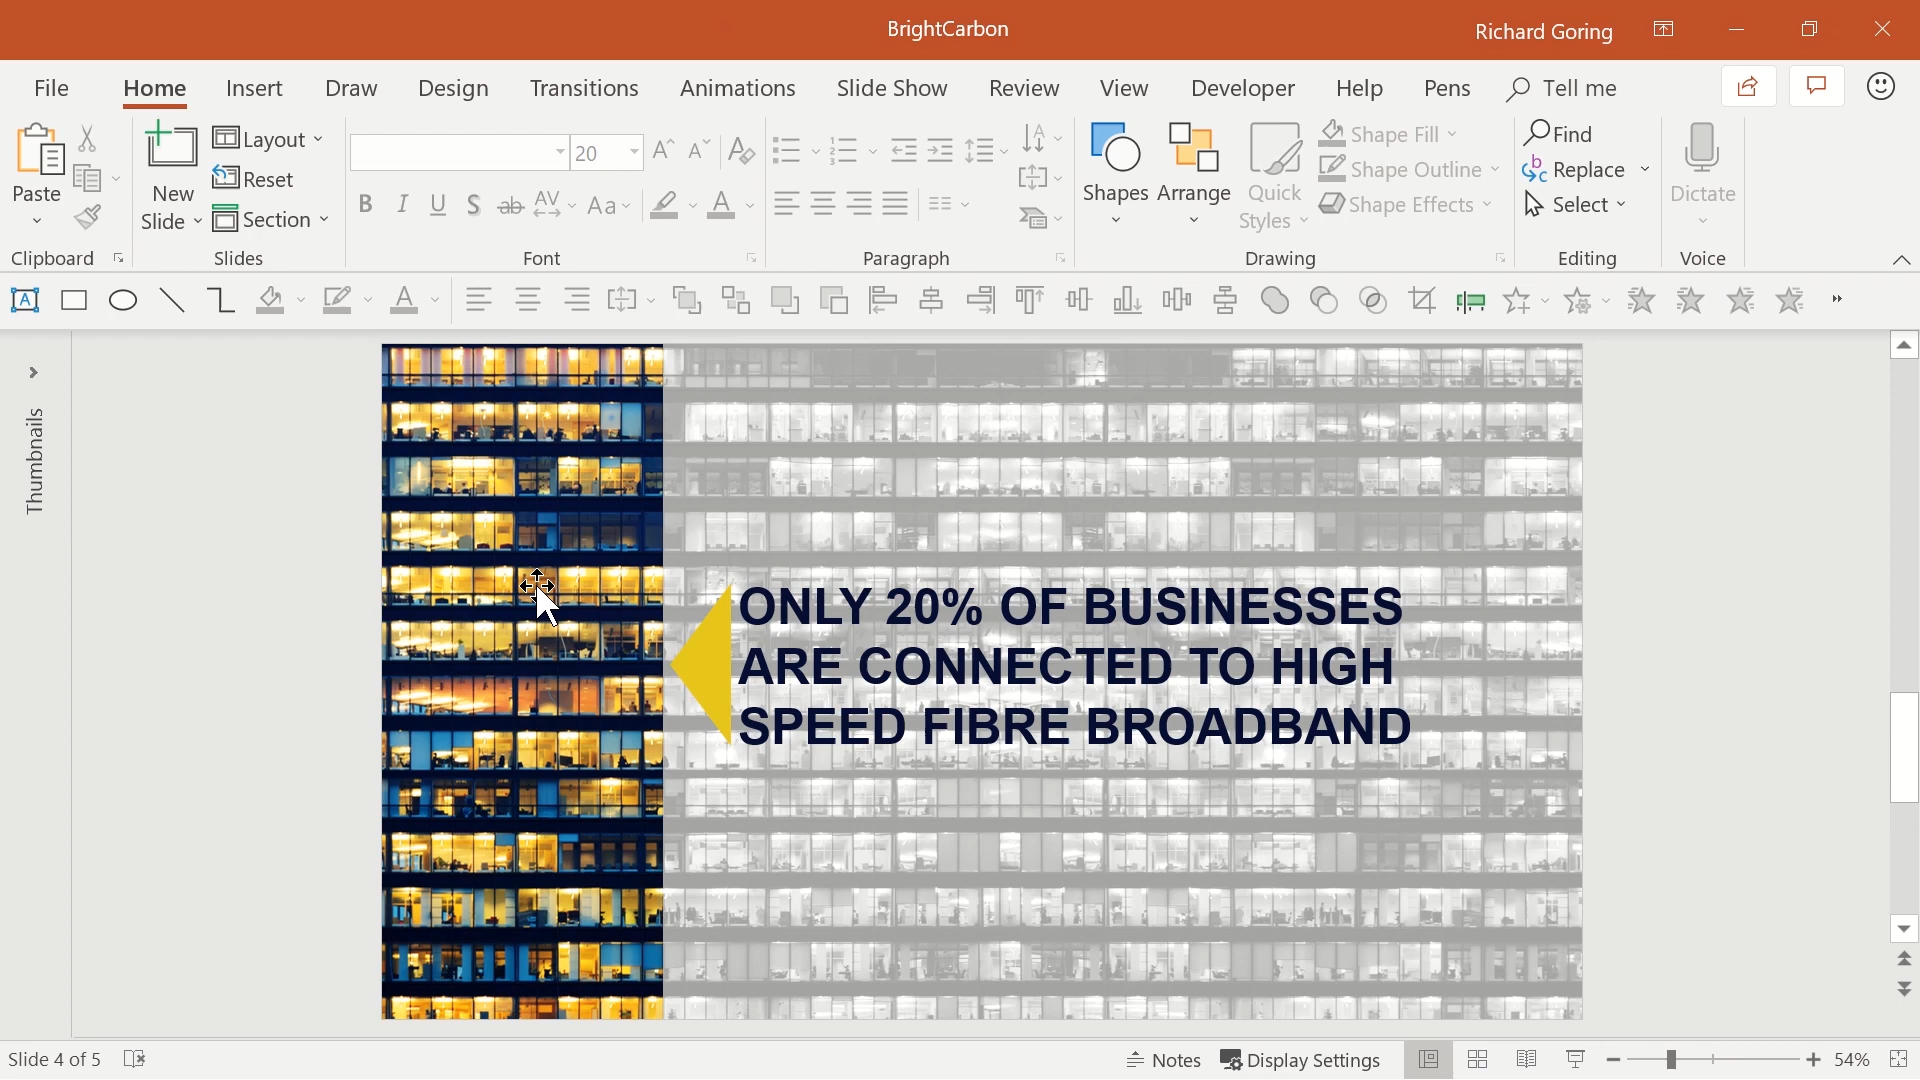 BrightCarbon
Richard Goring
File Home Insert Draw Design Transitions Animations Slide Show Review View Developer Help Pens Tell me
Paste
New
Slide
Layout
Reset
Section
20
B I U S ab AV Aa A
Shapes
Arrange
Quick
Styles
Shape Fill
Shape Outline
Shape Effects
Find
Replace
Select
Dictate
Clipboard Slides Font Paragraph Drawing Editing Voice
Thumbnails
ONLY 20% OF BUSINESSES
ARE CONNECTED TO HIGH
SPEED FIBRE BROADBAND
Slide 4 of 5 Notes Display Settings 54%